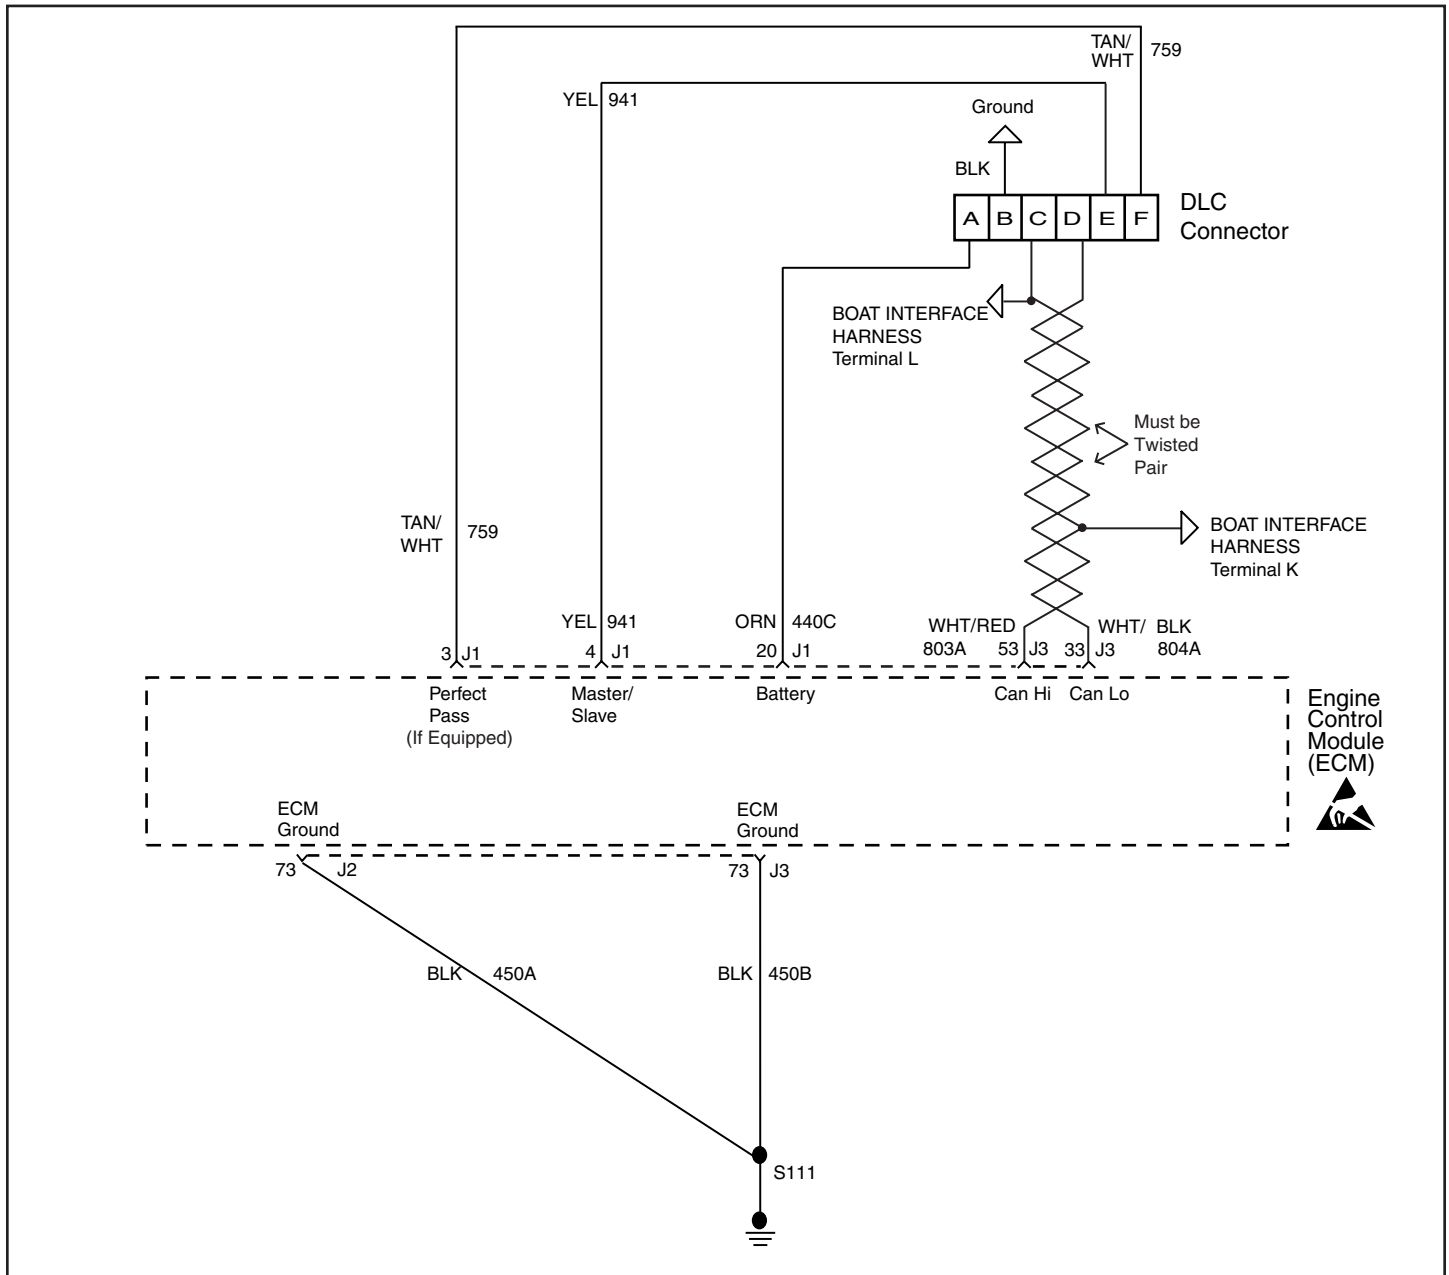 TAN/
WHT
759
YEL 941
Ground
BLK
A B C D E F
DLC
Connector
BOAT INTERFACE
HARNESS
Terminal L
Must be
Twisted
Pair
TAN/
WHT
759
BOAT INTERFACE
HARNESS
Terminal K
YEL 941
ORN 440C
WHT/RED
803A
WHT/ BLK
804A
3 J1
4 J1
20 J1
53 J3
33 J3
Perfect
Pass
(If Equipped)
Master/
Slave
Battery
Can Hi
Can Lo
Engine
Control
Module
(ECM)
ECM
Ground
ECM
Ground
73 J2
73 J3
BLK 450A
BLK 450B
S111